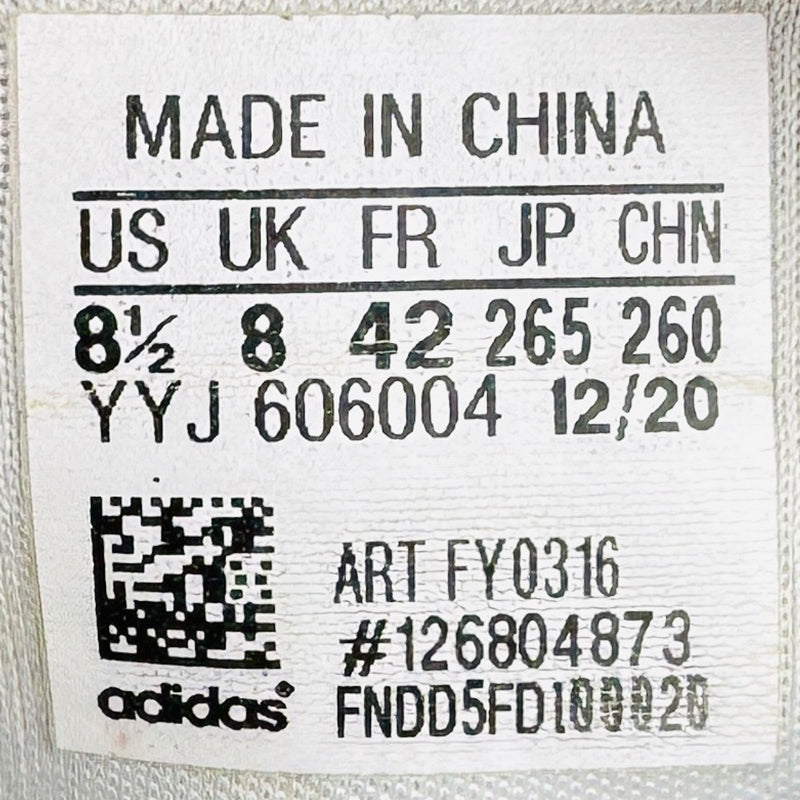 MADE IN CHINA
US UK FR JP CHN
8½ 8 42 265 260
YYJ 606004 12/20
ART FY0316
#126804873
adidas®
FNDD5FD100020